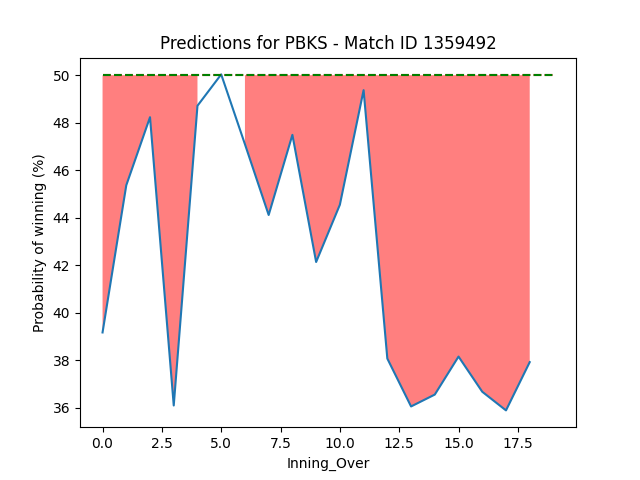 Predictions for PBKS - Match ID 1359492
Probability of winning (%)
50
48
46
44
42
40
38
36
0.0 2.5 5.0 7.5 10.0 12.5 15.0 17.5
Inning_Over